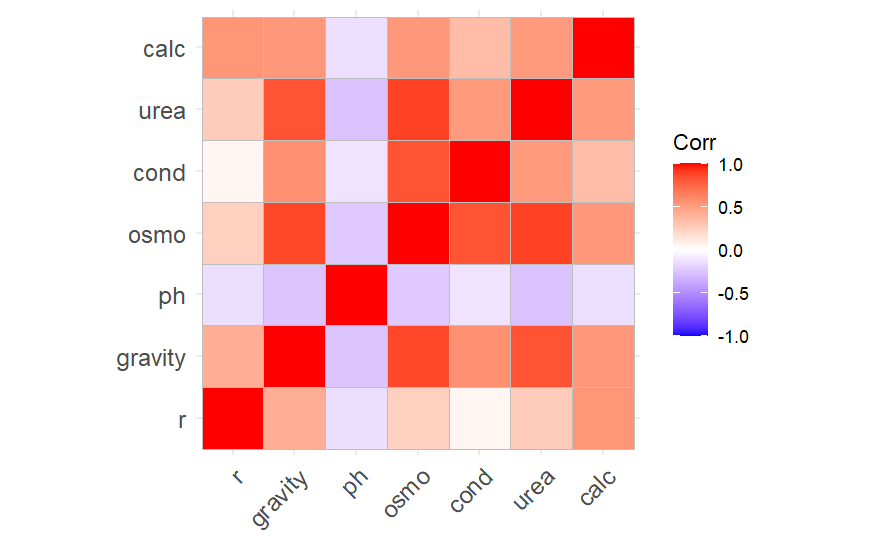 calc
urea
cond
osmo
ph
gravity
r
r
gravity
ph
osmo
cond
urea
calc
Corr
1.0
0.5
0.0
-0.5
-1.0